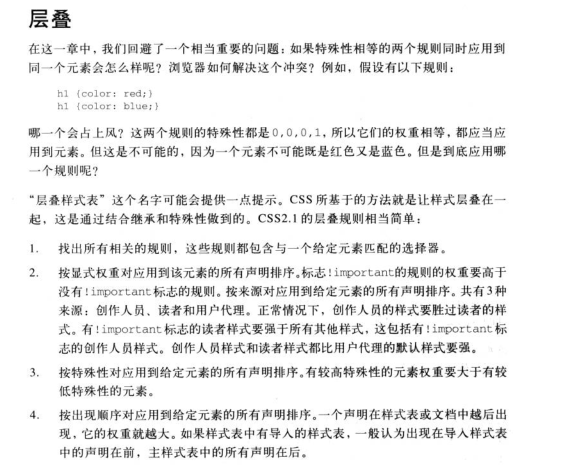 层叠
在这一章中，我们回避了一个相当重要的问题：如果特殊性相等的两个规则同时应用到
同一个元素会怎么样呢？浏览器如何解决这个冲突？例如，假设有以下规则：
h1 {color: red;}
h1 {color: blue;}
哪一个会占上风？这两个规则的特殊性都是0,0,0,1，所以它们的权重相等，都应当应
用到元素。但这是不可能的，因为一个元素不可能既是红色又是蓝色。但是到底应用哪
一个规则呢？
“层叠样式表”这个名字可能会提供一点提示。CSS 所基于的方法就是让样式层叠在一
起，这是通过结合继承和特殊性做到的。CSS2.1 的层叠规则相当简单：
1. 找出所有相关的规则，这些规则都包含与一个给定元素匹配的选择器。
2. 按显式权重对应用到该元素的所有声明排序。标志!important的规则的权重要高于
没有!important标志的规则。按来源对应用到给定元素的所有声明排序。共有3种
来源：创作人员、读者和用户代理。正常情况下，创作人员的样式要胜过读者的样
式。有!important标志的读者样式要强于所有其他样式，这包括有!important标
志的创作人员样式。创作人员样式和读者样式都比用户代理的默认样式要强。
3. 按特殊性对应用到给定元素的所有声明排序。有较高特殊性的元素权重要大于有较
低特殊性的元素。
4. 按出现顺序对应用到给定元素的所有声明排序。一个声明在样式表或文档中越后出
现，它的权重就越大。如果样式表中有导入的样式表，一般认为出现在导入样式表
中的声明在前，主样式表中的所有声明在后。